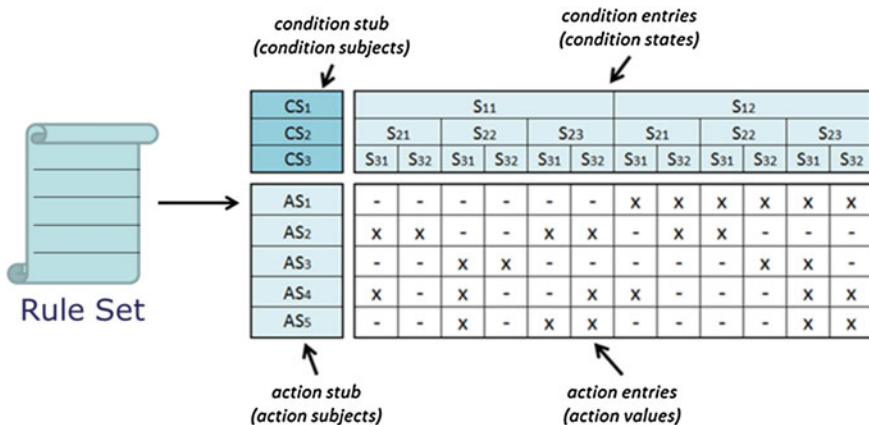 condition stub
(condition subjects)
condition entries
(condition states)
CS1 S11 S12
CS2 S21 S22 S23 S21 S22 S23
CS3 S31 S32 S31 S32 S31 S32 S31 S32 S31 S32 S31 S32
AS1 - - - - - - x x x x x x
AS2 x x - - x x - x x - - -
AS3 - - x x - - - - - x x -
AS4 x - x - - x x - - - x x
AS5 - - x - x x - - - - x x
Rule Set
action stub
(action subjects)
action entries
(action values)